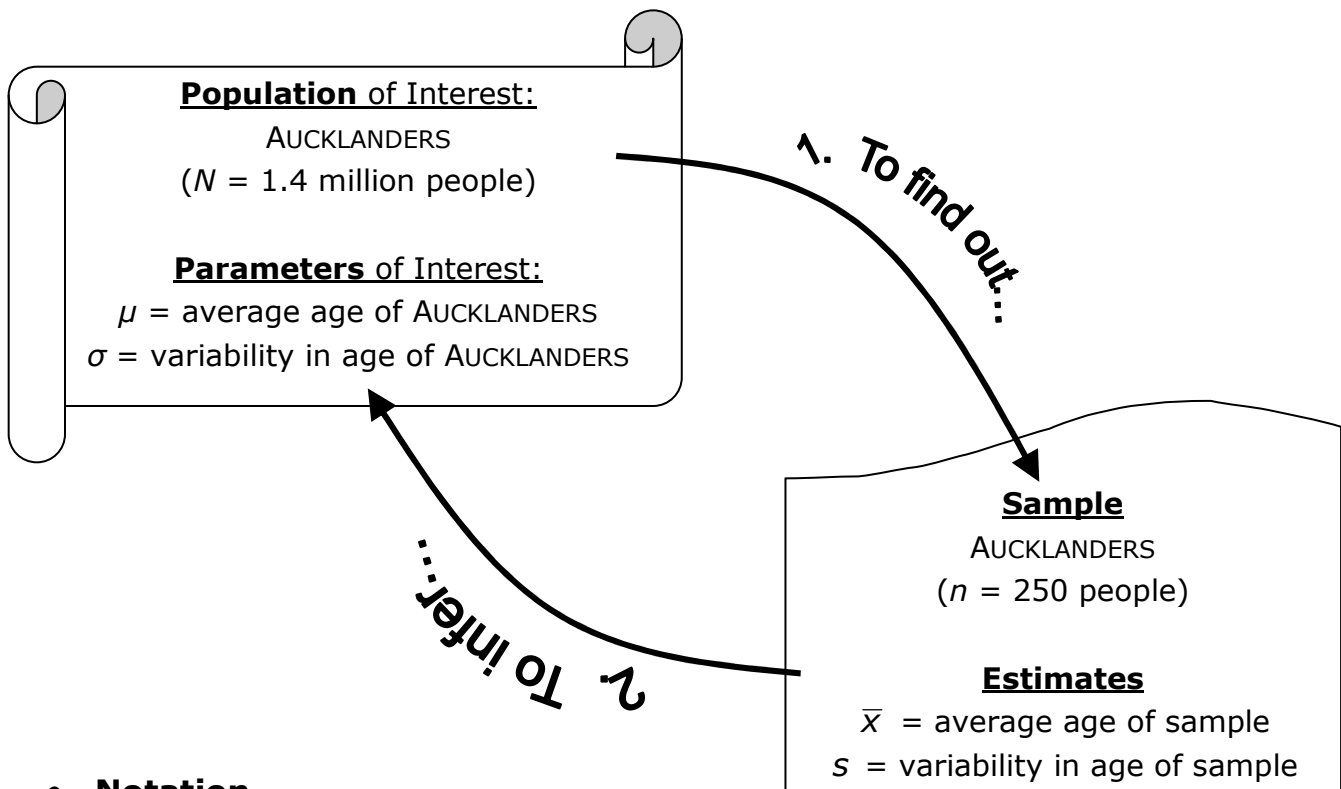 Population of Interest:
AUCKLANDERS
(N = 1.4 million people)
Parameters of Interest:
μ = average age of AUCKLANDERS
σ = variability in age of AUCKLANDERS
1. To find out...
2. To infer...
Sample
AUCKLANDERS
(n = 250 people)
Estimates
x̅ = average age of sample
s = variability in age of sample
Notation